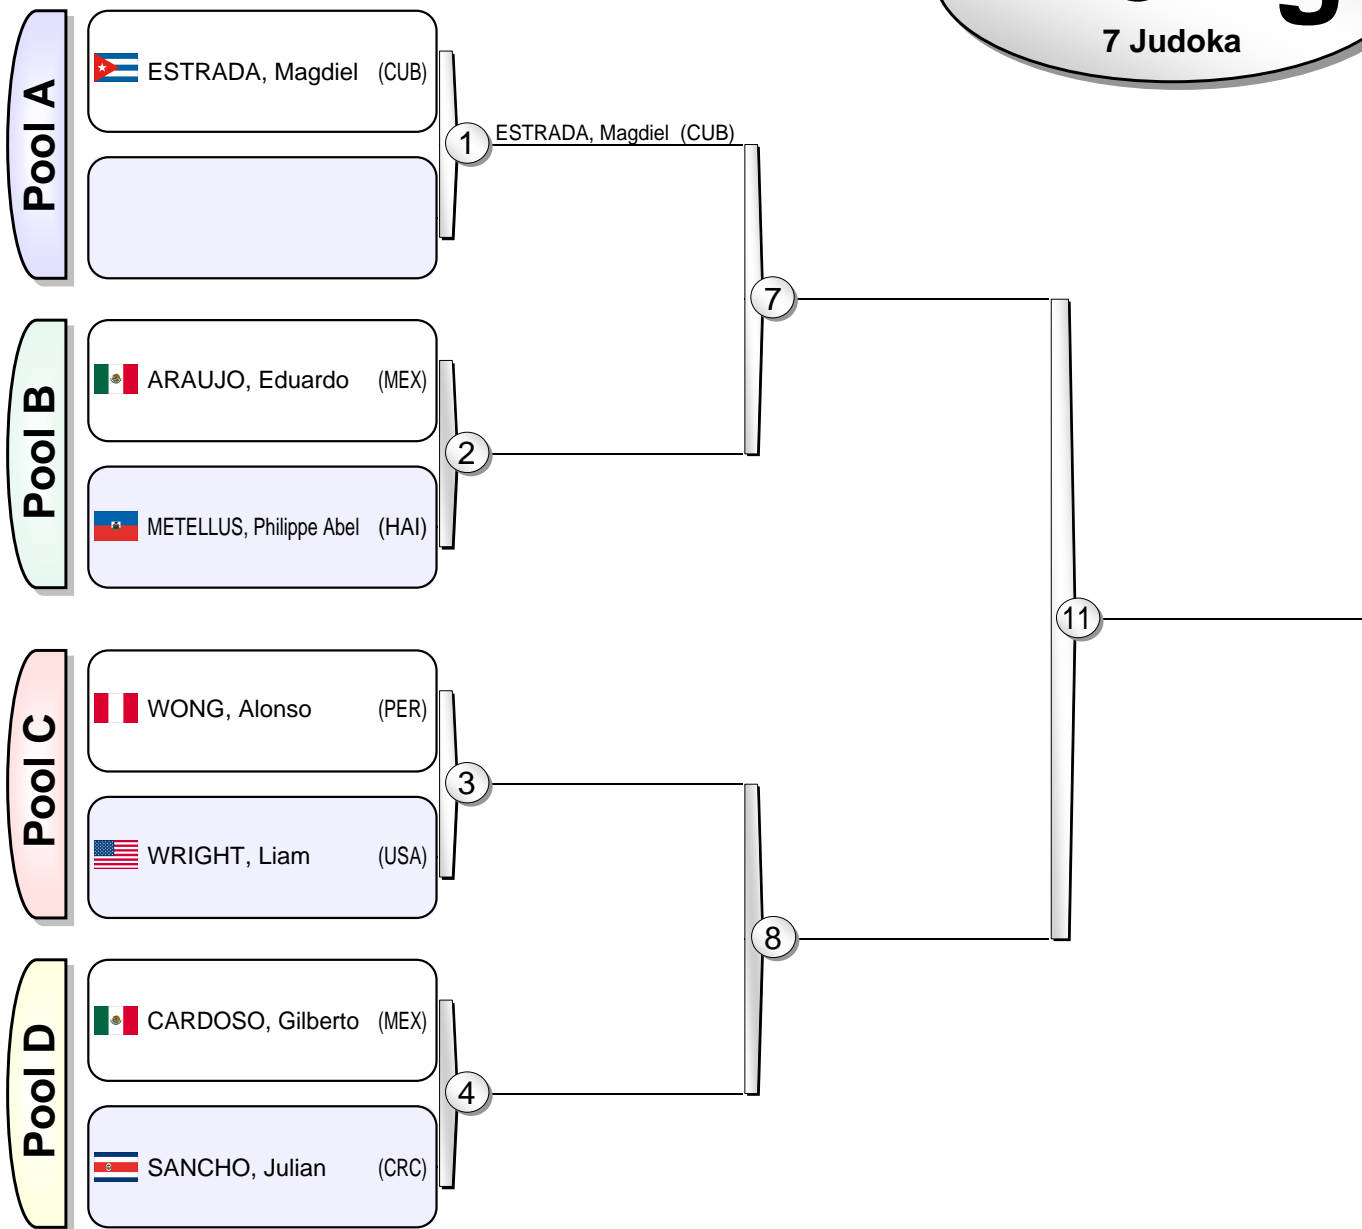 7 Judoka
Pool A
ESTRADA, Magdiel (CUB)
1
ESTRADA, Magdiel (CUB)
7
Pool B
ARAUJO, Eduardo (MEX)
2
METELLUS, Philippe Abel (HAI)
11
Pool C
WONG, Alonso (PER)
3
WRIGHT, Liam (USA)
8
Pool D
CARDOSO, Gilberto (MEX)
4
SANCHO, Julian (CRC)